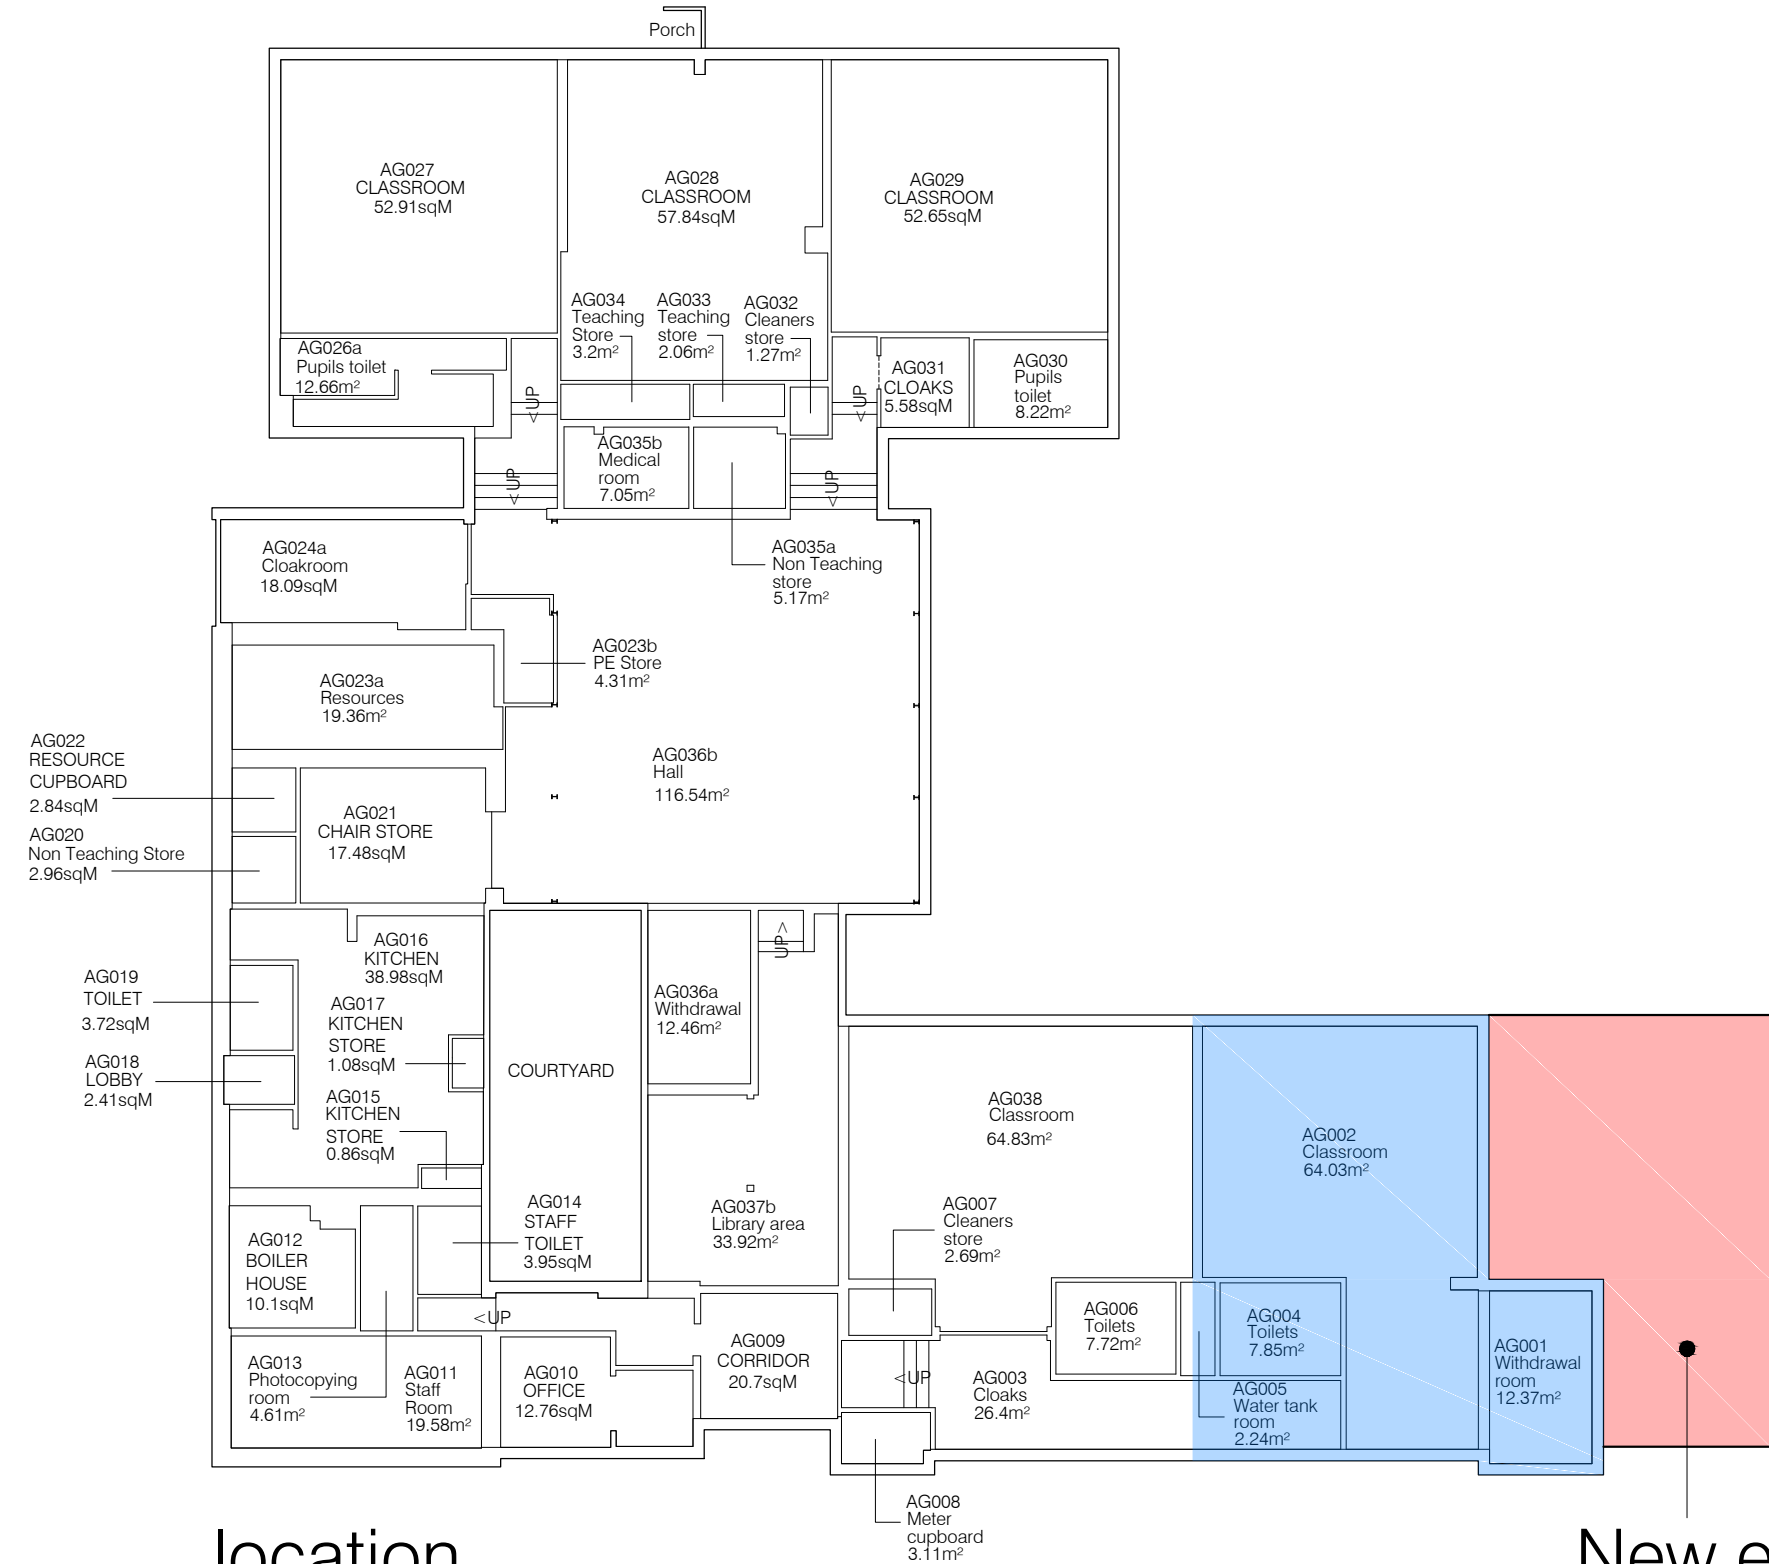 Porch
AG027
CLASSROOM
52.91sqM
AG028
CLASSROOM
57.84sqM
AG029
CLASSROOM
52.65sqM
AG034
Teaching
Store
3.2m²
AG033
Teaching
store
2.06m²
AG032
Cleaners
store
1.27m²
AG026a
Pupils toilet
12.66m²
<UP
<UP
AG031
CLOAKS
5.58sqM
AG030
Pupils
toilet
8.22m²
<UP
AG035b
Medical
room
7.05m²
<UP
AG024a
Cloakroom
18.09sqM
AG035a
Non Teaching
store
5.17m²
AG023b
PE Store
4.31m²
AG023a
Resources
19.36m²
AG022
RESOURCE
CUPBOARD
2.84sqM
AG036b
Hall
116.54m²
AG021
CHAIR STORE
17.48sqM
AG020
Non Teaching Store
2.96sqM
AG016
KITCHEN
38.98sqM
UP>
AG019
TOILET
3.72sqM
AG017
KITCHEN
STORE
1.08sqM
AG036a
Withdrawal
12.46m²
AG018
LOBBY
2.41sqM
COURTYARD
AG015
KITCHEN
STORE
0.86sqM
AG038
Classroom
64.83m²
AG002
Classroom
64.03m²
AG014
STAFF
TOILET
3.95sqM
AG037b
Library area
33.92m²
AG007
Cleaners
store
2.69m²
AG012
BOILER
HOUSE
10.1sqM
<UP
AG006
Toilets
7.72m²
AG004
Toilets
7.85m²
AG001
Withdrawal
room
12.37m²
AG013
Photocopying
room
4.61m²
AG011
Staff
Room
19.58m²
AG010
OFFICE
12.76sqM
AG009
CORRIDOR
20.7sqM
<UP
AG003
Cloaks
26.4m²
AG005
Water tank
room
2.24m²
AG008
Meter
cupboard
3.11m²
location
New e